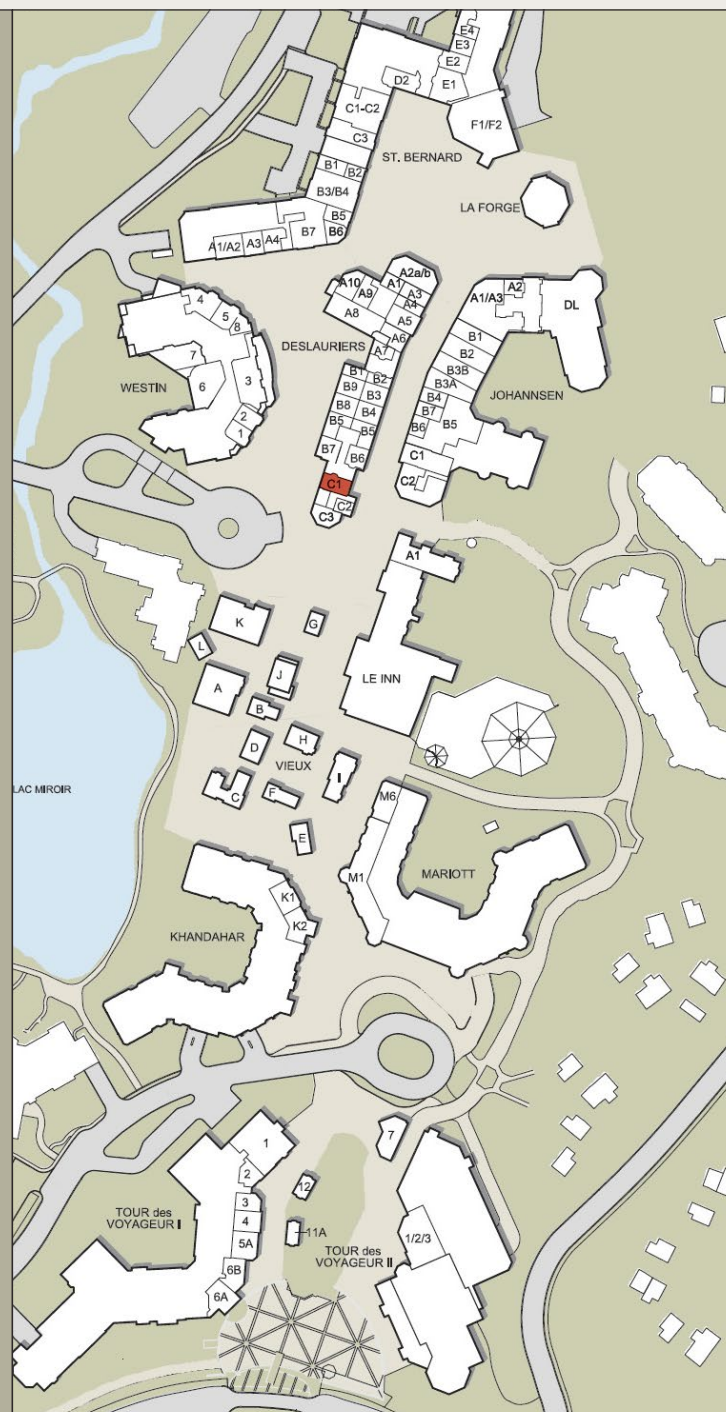 E4
E3
E2
D2
E1
C1-C2
F1/F2
C3
ST. BERNARD
B1
B2
B3/B4
LA FORGE
B5
B7
B6
A1/A2
A3
A4
A2a/b
A10
A1
A9
A3
A4
A8
A5
A6
A7
DESLAURIERS
B1
B2
B9
B3
B8
B4
B5
B5
B7
B6
C1
C2
C3
A2
A1/A3
DL
B1
B2
B3B
B3A
JOHANNSEN
B4
B7
B5
B6
C1
C2
4
5
8
7
3
WESTIN
6
2
1
A1
K
G
L
J
LE INN
A
B
H
D
VIEUX
I
C
F
E
LAC MIROIR
M6
M1
MARIOTT
K1
K2
KHANDAHAR
1
7
2
12
3
TOUR des
VOYAGEUR I
4
11A
5A
TOUR des
VOYAGEUR II
1/2/3
6B
6A